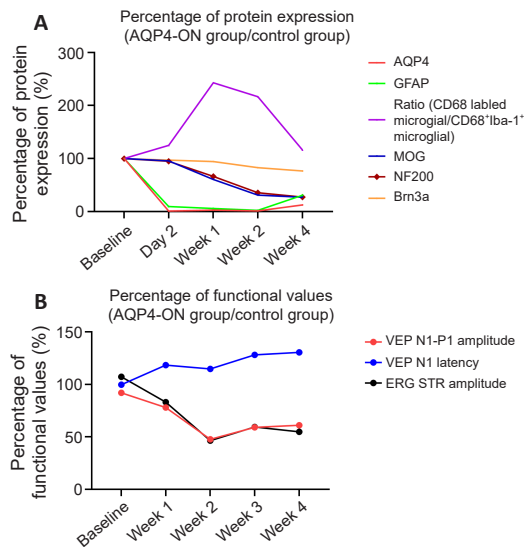 A
Percentage of protein expression
(AQP4-ON group/control group)
Percentage of protein
expression (%)
300
200
100
0
Baseline
Day 2
Week 1
Week 2
Week 4
AQP4
GFAP
Ratio (CD68 labled
microgial/CD68⁺Iba-1⁺
microglial)
MOG
NF200
Brn3a
B
Percentage of functional values
(AQP4-ON group/control group)
Percentage of
functional values (%)
150
100
50
0
Baseline
Week 1
Week 2
Week 3
Week 4
VEP N1-P1 amplitude
VEP N1 latency
ERG STR amplitude